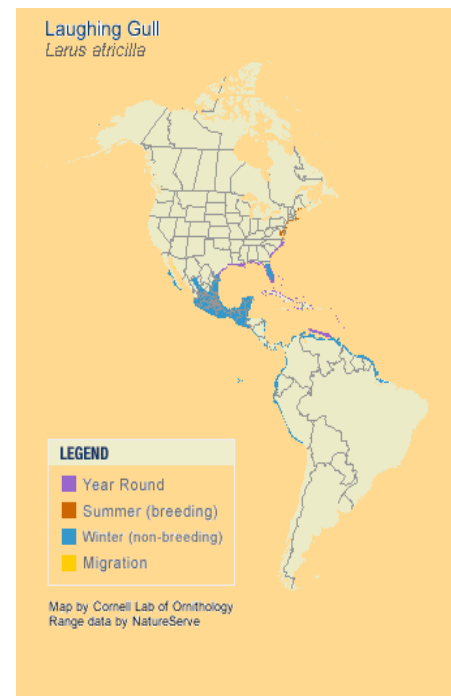 Laughing Gull
Larus atricilla
LEGEND
Year Round
Summer (breeding)
Winter (non-breeding)
Migration
Map by Cornell Lab of Ornithology
Range data by NatureServe